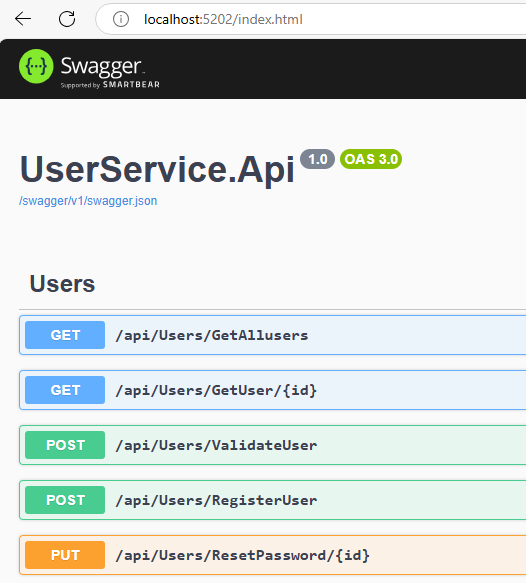 localhost:5202/index.html
{···} Swagger™
Supported by SMARTBEAR
UserService.Api 1.0 OAS 3.0
/swagger/v1/swagger.json
Users
GET /api/Users/GetAllusers
GET /api/Users/GetUser/{id}
POST /api/Users/ValidateUser
POST /api/Users/RegisterUser
PUT /api/Users/ResetPassword/{id}